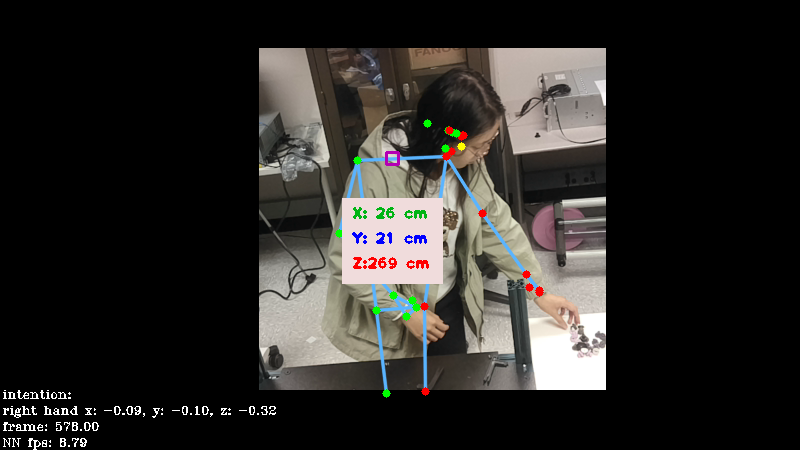 FANUC
X: 26 cm
Y: 21 cm
Z:269 cm
intention:
right hand x: -0.09, y: -0.10, z: -0.32
frame: 578.00
NN fps: 8.79